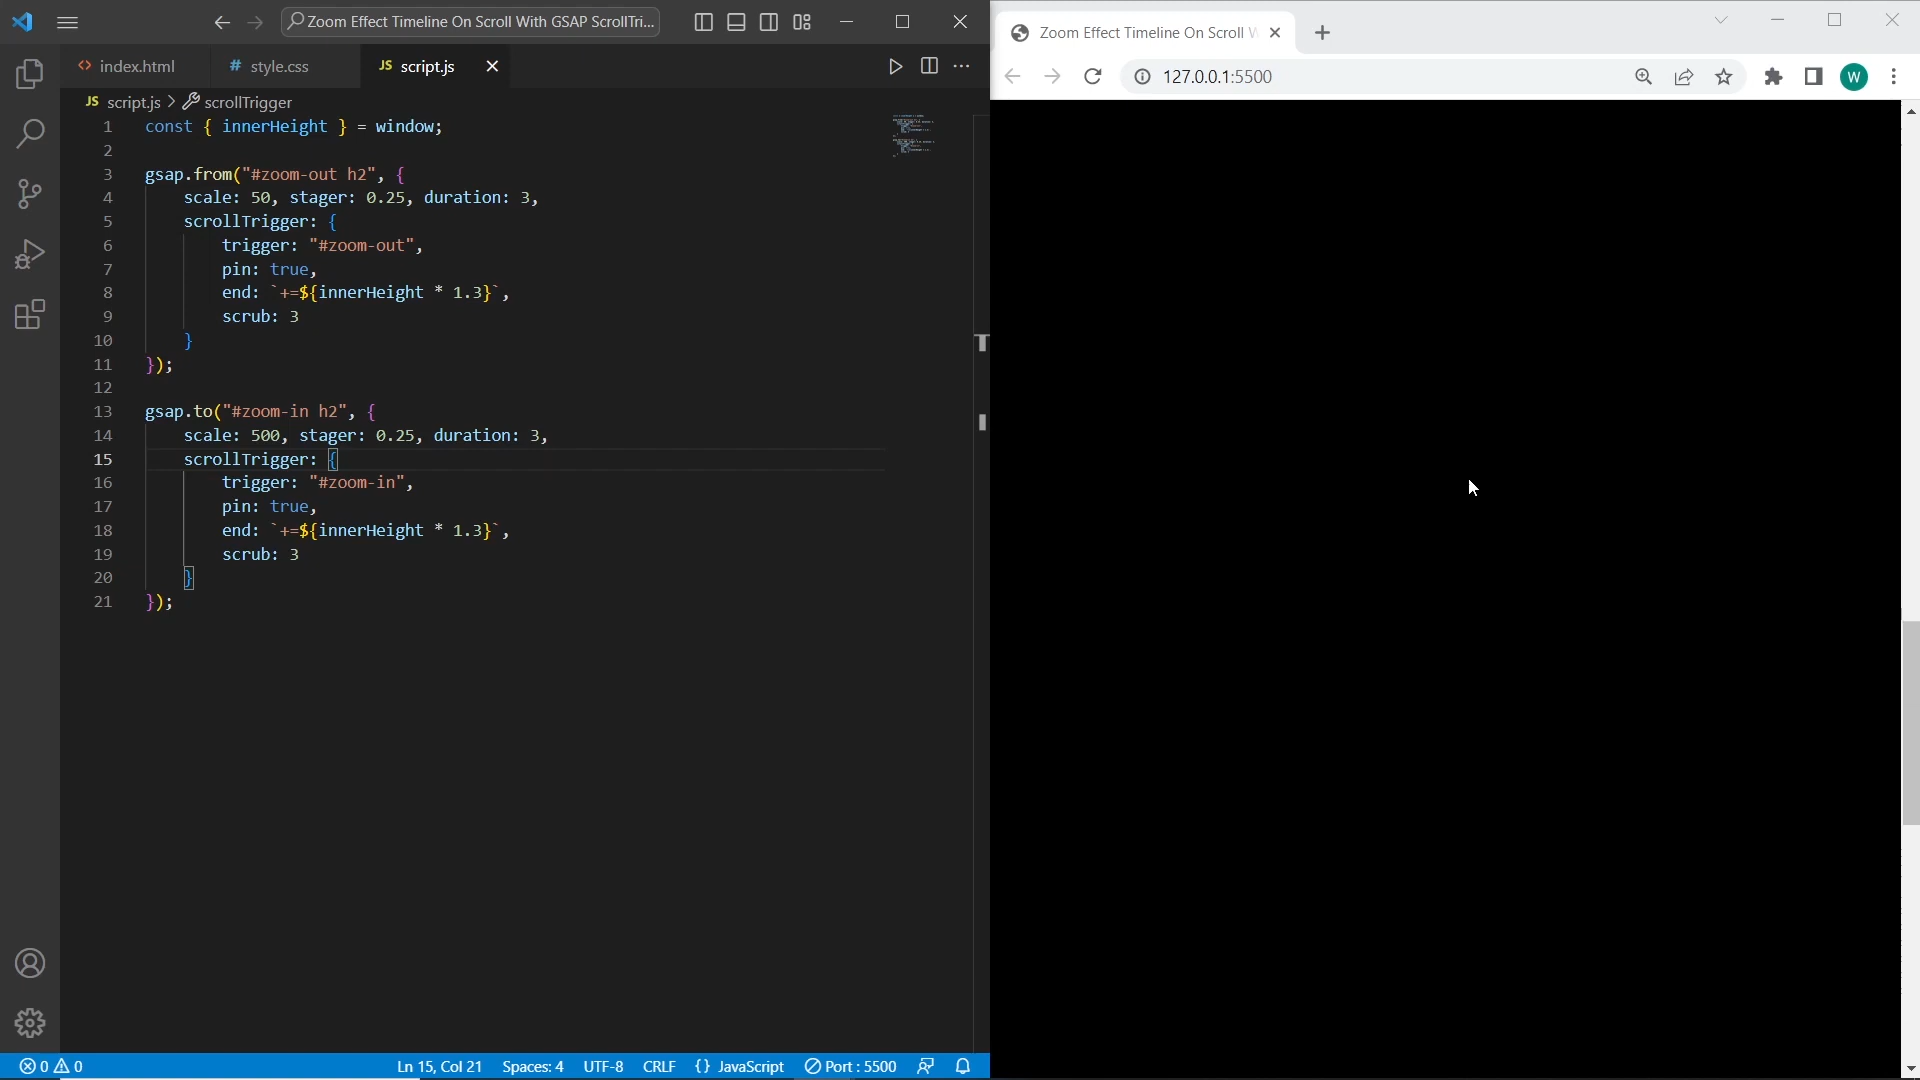 Zoom Effect Timeline On Scroll With GSAP ScrollTri...
index.html
# style.css
JS script.js
JS script.js > scrollTrigger
1 const { innerHeight } = window;
2
3 gsap.from("#zoom-out h2", {
4 scale: 50, stager: 0.25, duration: 3,
5 scrollTrigger: {
6 trigger: "#zoom-out",
7 pin: true,
8 end: `+=${innerHeight * 1.3}`,
9 scrub: 3
10 }
11 });
12
13 gsap.to("#zoom-in h2", {
14 scale: 500, stager: 0.25, duration: 3,
15 scrollTrigger: {
16 trigger: "#zoom-in",
17 pin: true,
18 end: `+=${innerHeight * 1.3}`,
19 scrub: 3
20 }
21 });
0 0
Ln 15, Col 21
Spaces: 4
UTF-8
CRLF
{} JavaScript
Port : 5500
Zoom Effect Timeline On Scroll W
127.0.0.1:5500
W